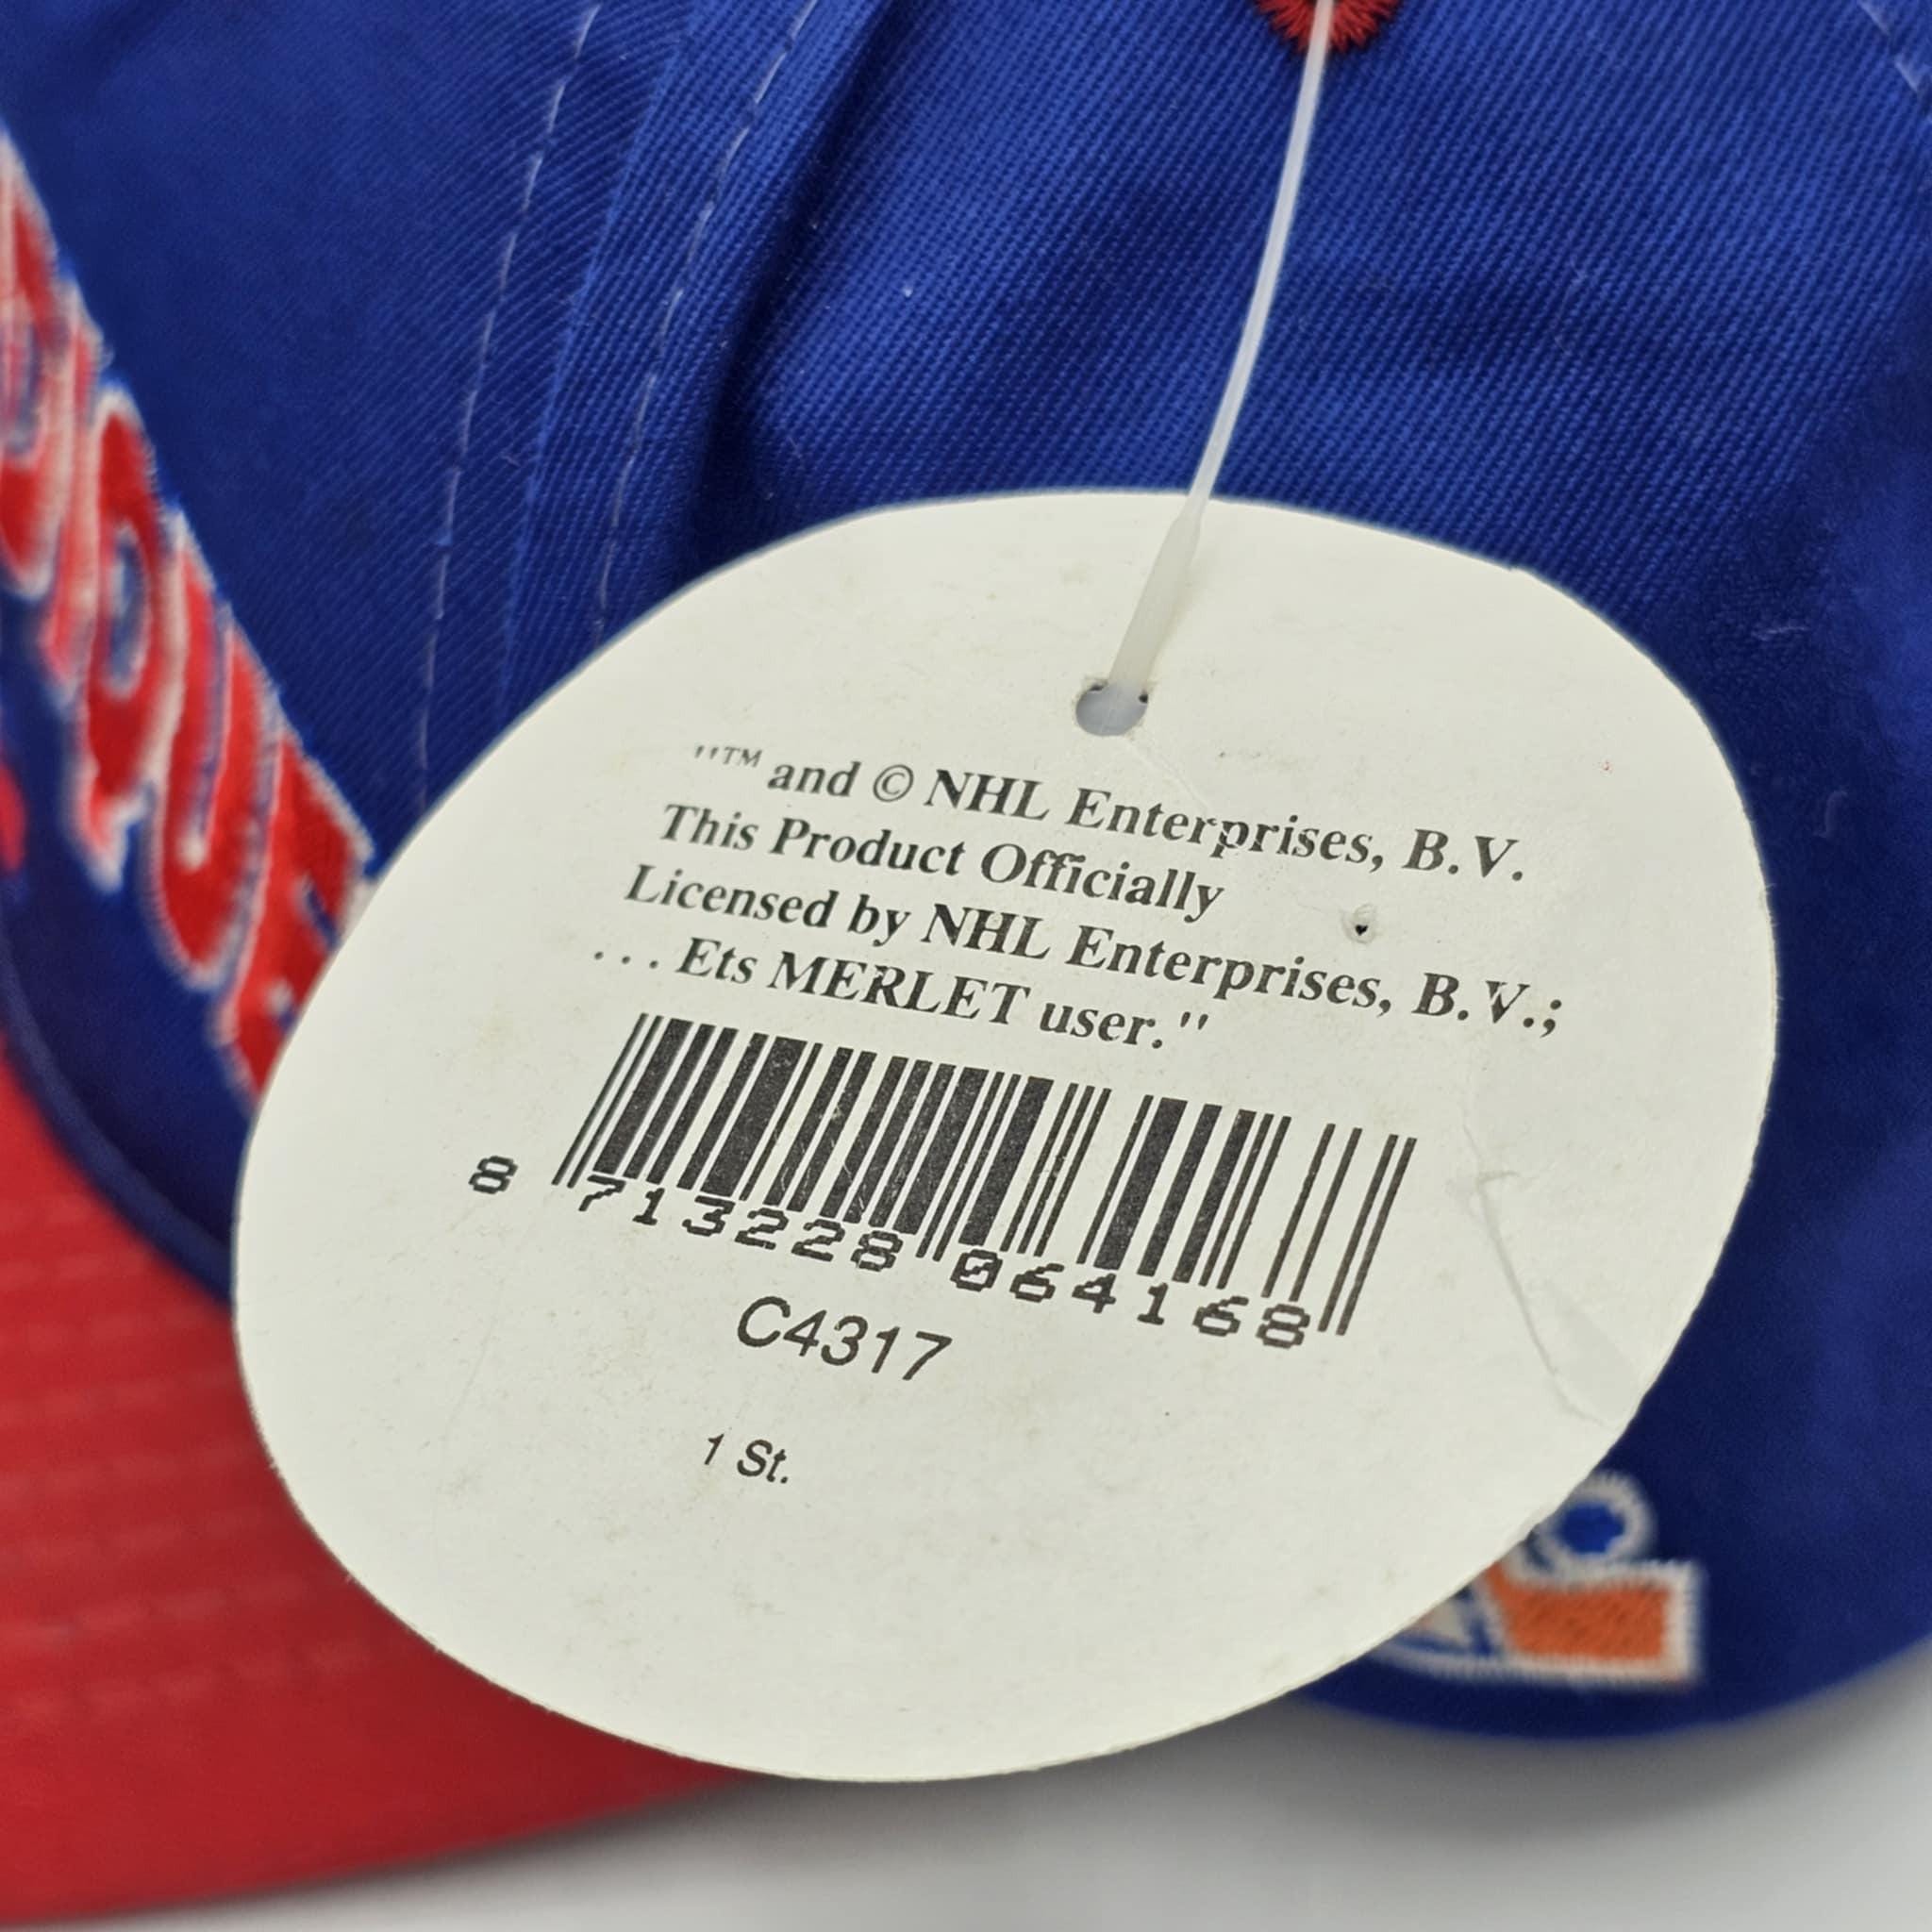 "™ and © NHL Enterprises, B.V.
This Product Officially
Licensed by NHL Enterprises, B.V.;
. . . Ets MERLET user."
8 713228 064168
C4317
1 St.